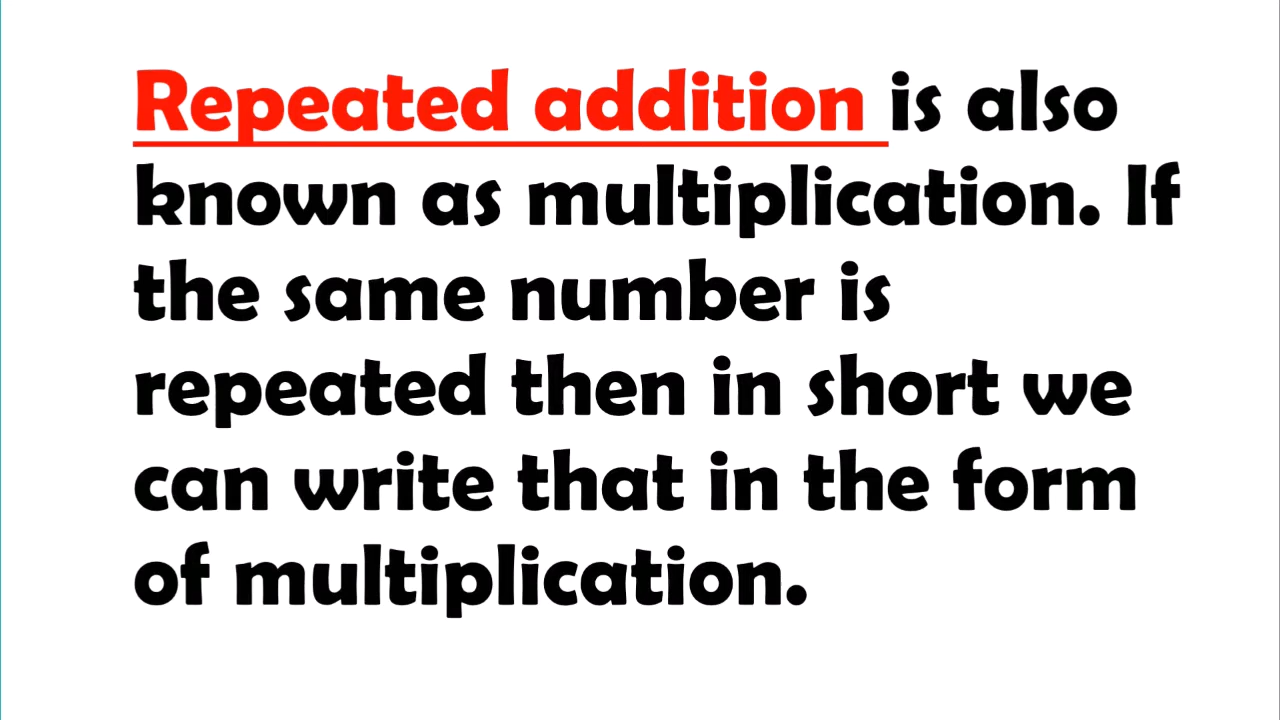 Repeated addition is also
known as multiplication. If
the same number is
repeated then in short we
can write that in the form
of multiplication.